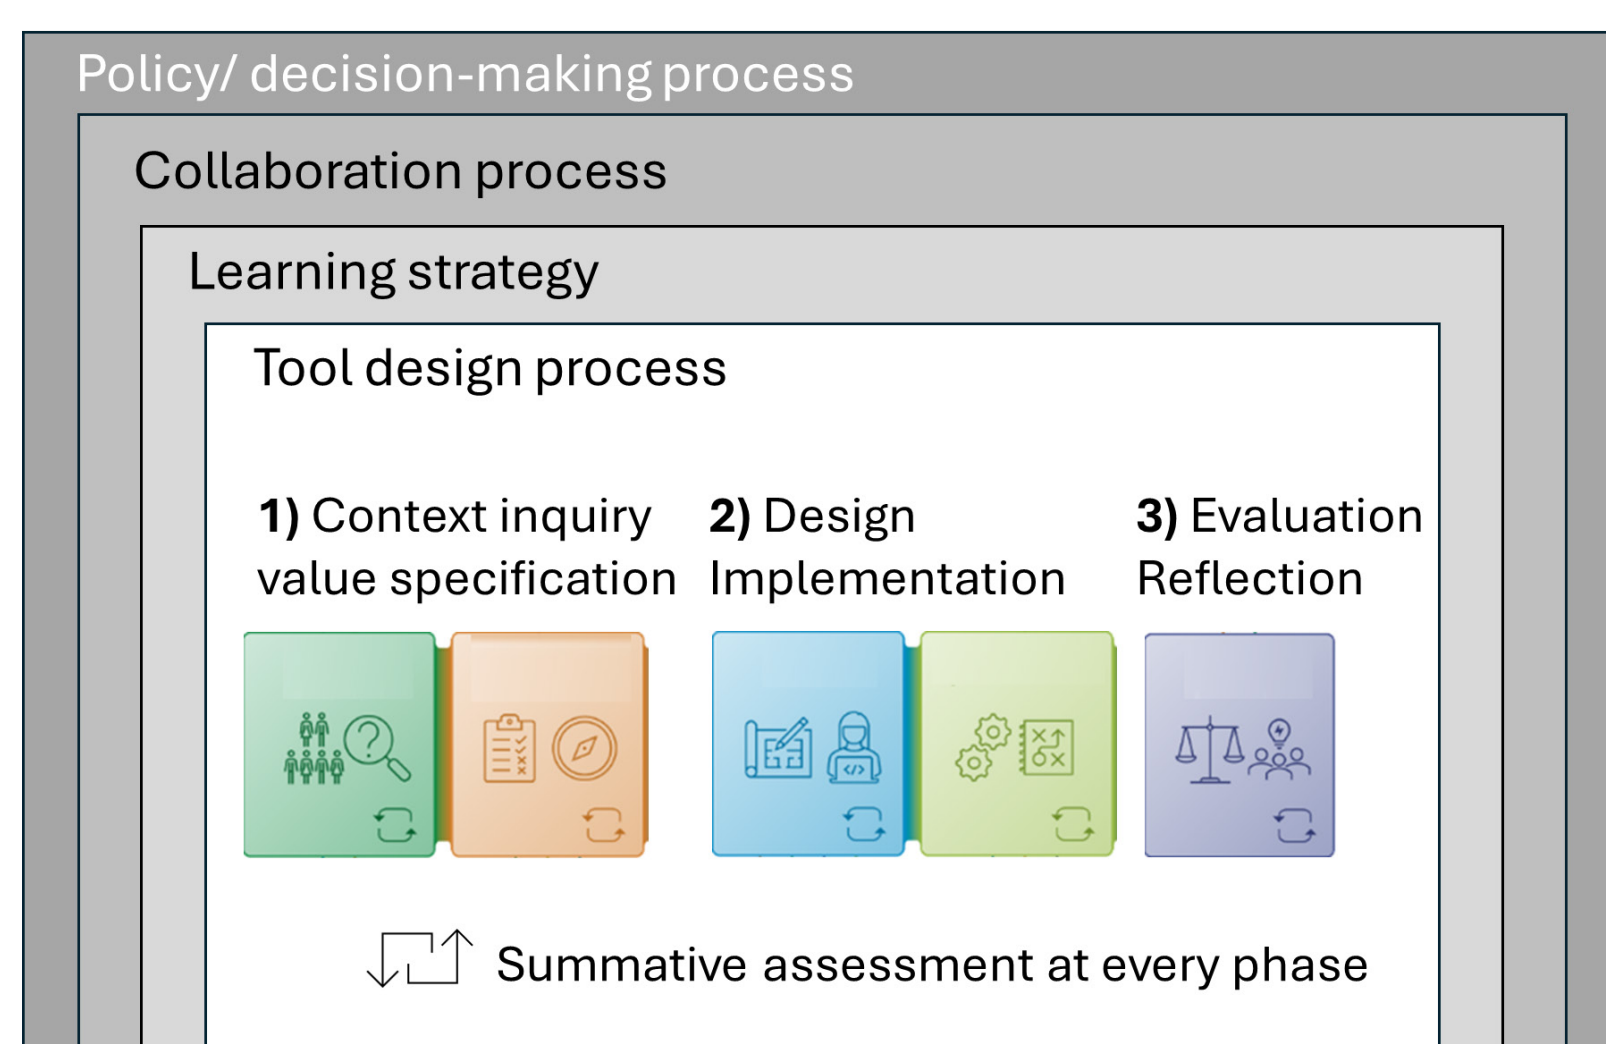 Policy/ decision-making process
Collaboration process
Learning strategy
Tool design process
1) Context inquiry
value specification
2) Design
Implementation
3) Evaluation
Reflection
Summative assessment at every phase